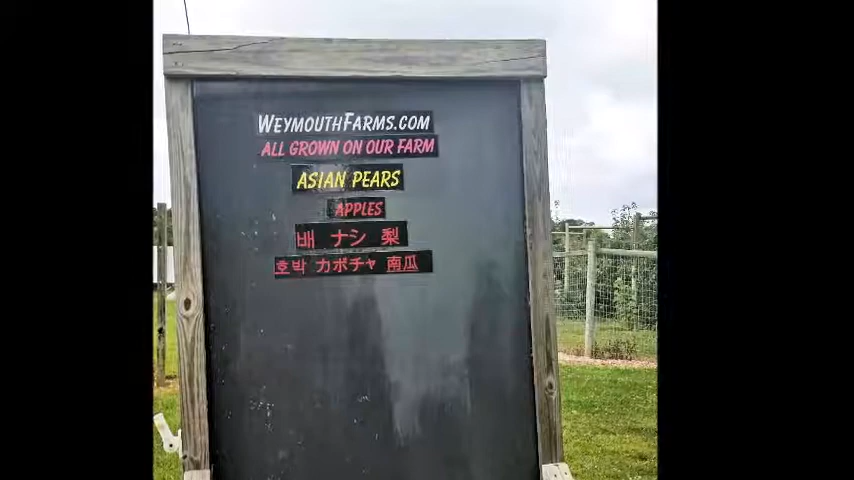 WEYMOUTHFARMS.COM
ALL GROWN ON OUR FARM
ASIAN PEARS
APPLES
배 ナシ 梨
호박 カボチャ 南瓜